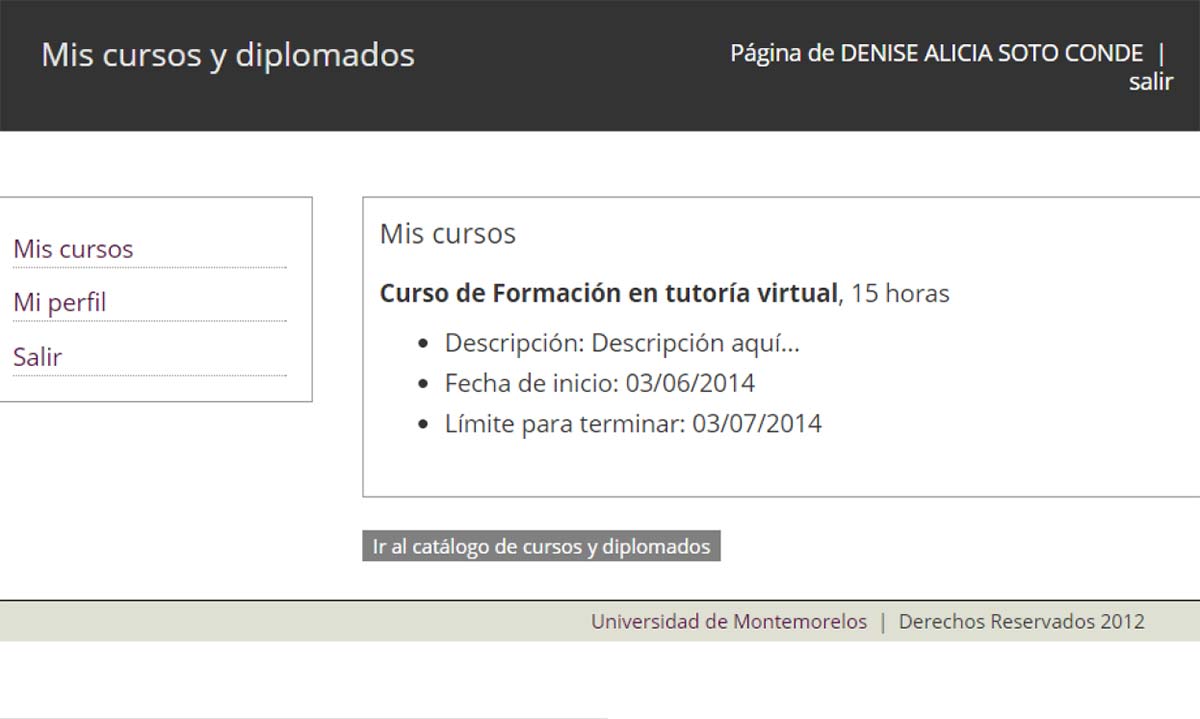 Mis cursos y diplomados
Página de DENISE ALICIA SOTO CONDE |
salir
Mis cursos
Mi perfil
Salir
Mis cursos
Curso de Formación en tutoría virtual, 15 horas
• Descripción: Descripción aquí...
• Fecha de inicio: 03/06/2014
• Límite para terminar: 03/07/2014
Ir al catálogo de cursos y diplomados
Universidad de Montemorelos | Derechos Reservados 2012